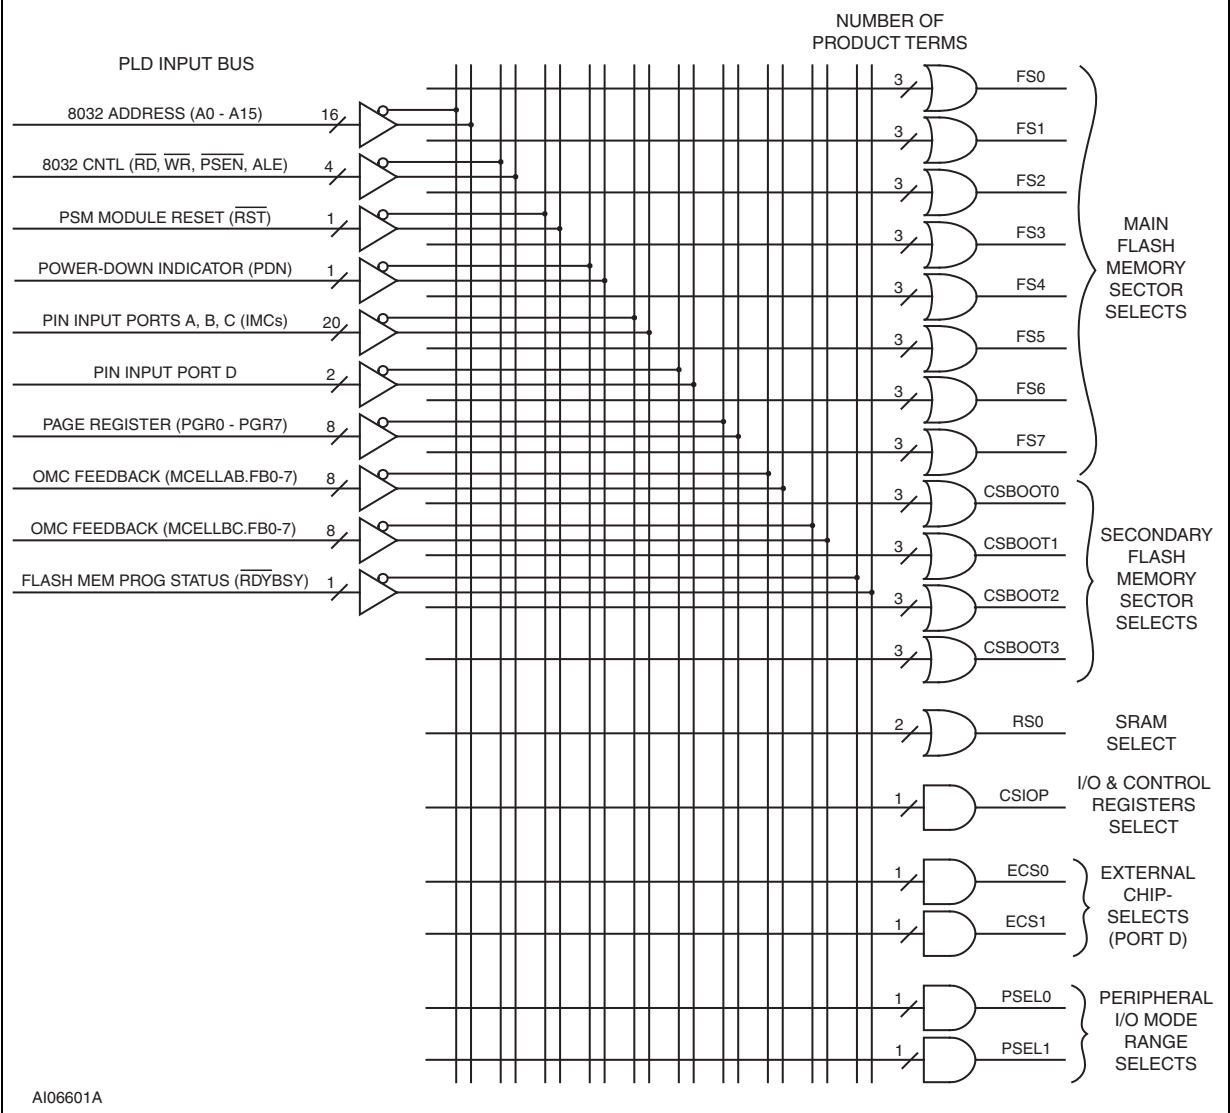 NUMBER OF
PRODUCT TERMS
PLD INPUT BUS
8032 ADDRESS (A0 - A15)
16
8032 CNTL (R̅D̅, W̅R̅, P̅S̅E̅N̅, ALE)
4
PSM MODULE RESET (R̅S̅T̅)
1
POWER-DOWN INDICATOR (PDN)
1
PIN INPUT PORTS A, B, C (IMCs)
20
PIN INPUT PORT D
2
PAGE REGISTER (PGR0 - PGR7)
8
OMC FEEDBACK (MCELLAB.FB0-7)
8
OMC FEEDBACK (MCELLBC.FB0-7)
8
FLASH MEM PROG STATUS (R̅D̅Y̅BSY)
1
3
FS0
3
FS1
3
FS2
3
FS3
3
FS4
3
FS5
3
FS6
3
FS7
MAIN
FLASH
MEMORY
SECTOR
SELECTS
3
CSBOOT0
3
CSBOOT1
3
CSBOOT2
3
CSBOOT3
SECONDARY
FLASH
MEMORY
SECTOR
SELECTS
2
RS0
SRAM
SELECT
1
CSIOP
I/O & CONTROL
REGISTERS
SELECT
1
ECS0
1
ECS1
EXTERNAL
CHIP-
SELECTS
(PORT D)
1
PSEL0
1
PSEL1
PERIPHERAL
I/O MODE
RANGE
SELECTS
AI06601A